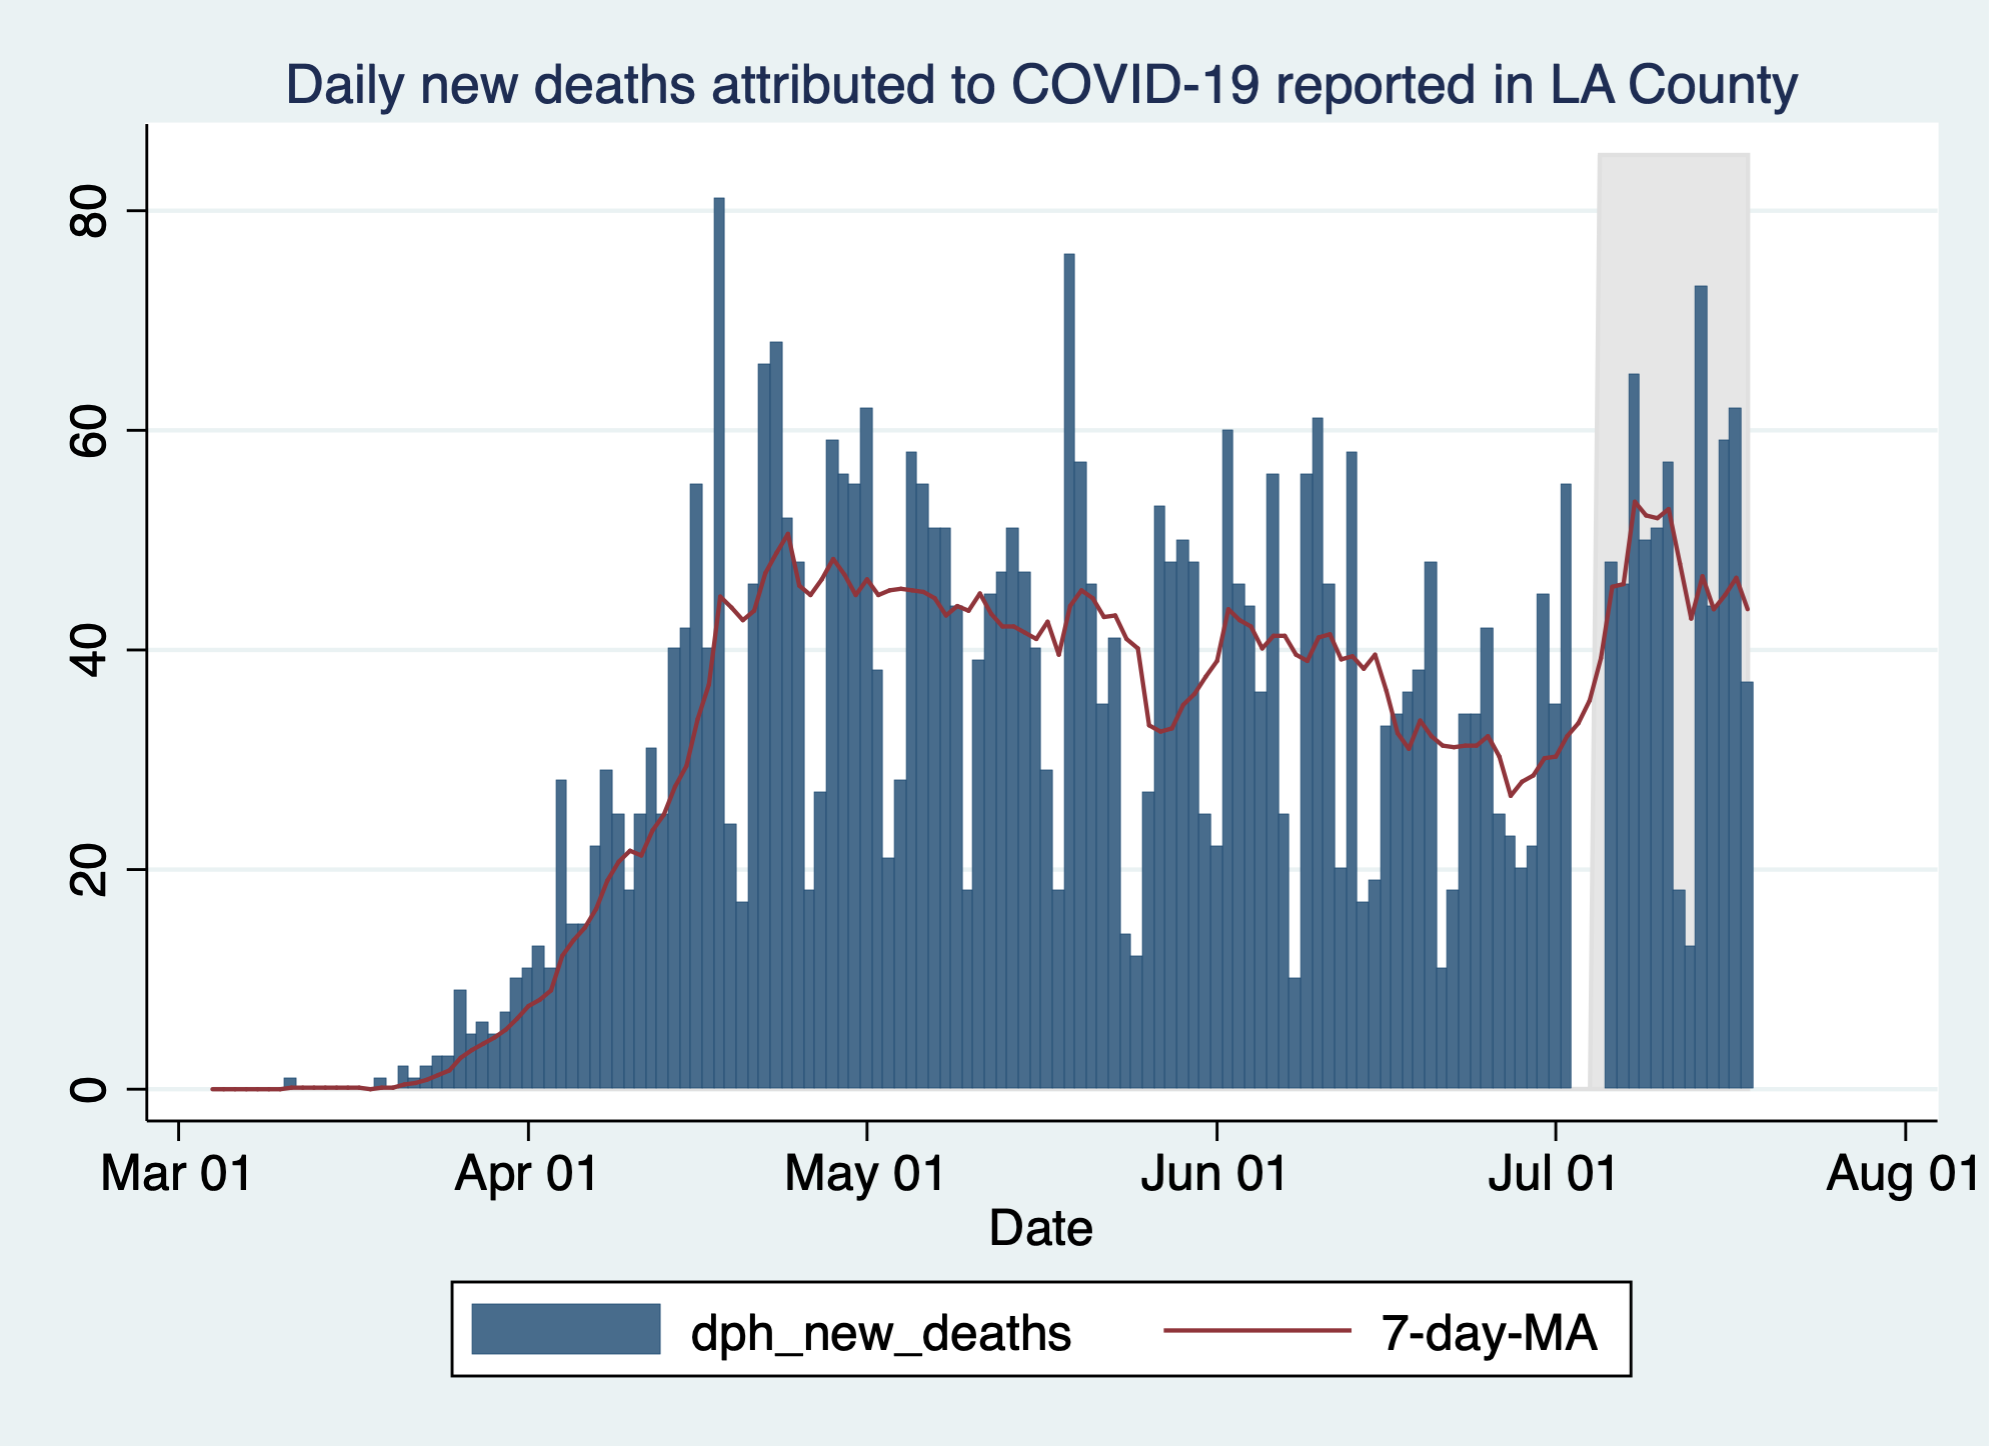 Daily new deaths attributed to COVID-19 reported in LA County
80
60
40
20
0
Mar 01 Apr 01 May 01 Jun 01 Jul 01 Aug 01
Date
dph_new_deaths 7-day-MA